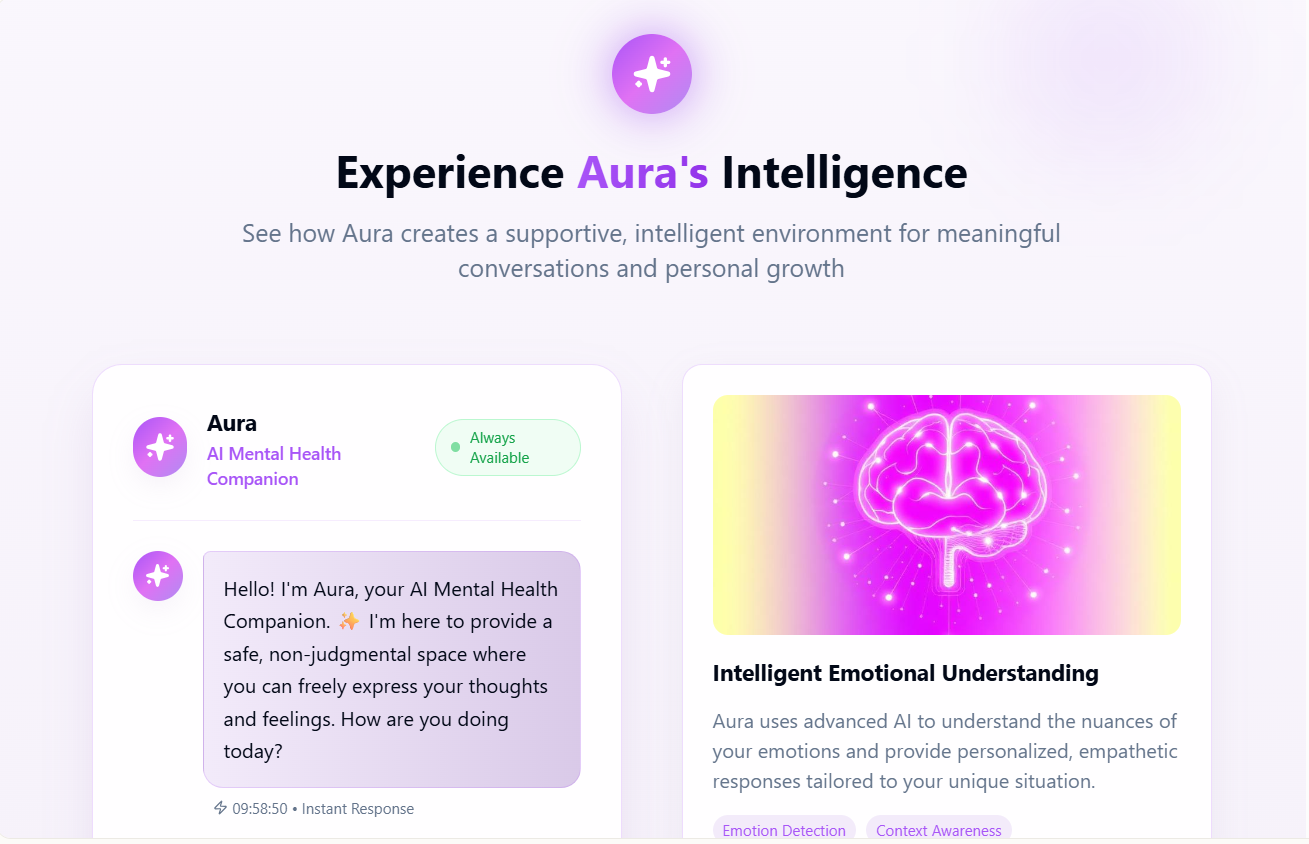 Experience Aura's Intelligence
See how Aura creates a supportive, intelligent environment for meaningful
conversations and personal growth
Aura
AI Mental Health
Companion
Always
Available
Hello! I'm Aura, your AI Mental Health
Companion. ✨ I'm here to provide a
safe, non-judgmental space where
you can freely express your thoughts
and feelings. How are you doing
today?
09:58:50 • Instant Response
Intelligent Emotional Understanding
Aura uses advanced AI to understand the nuances of
your emotions and provide personalized, empathetic
responses tailored to your unique situation.
Emotion Detection
Context Awareness